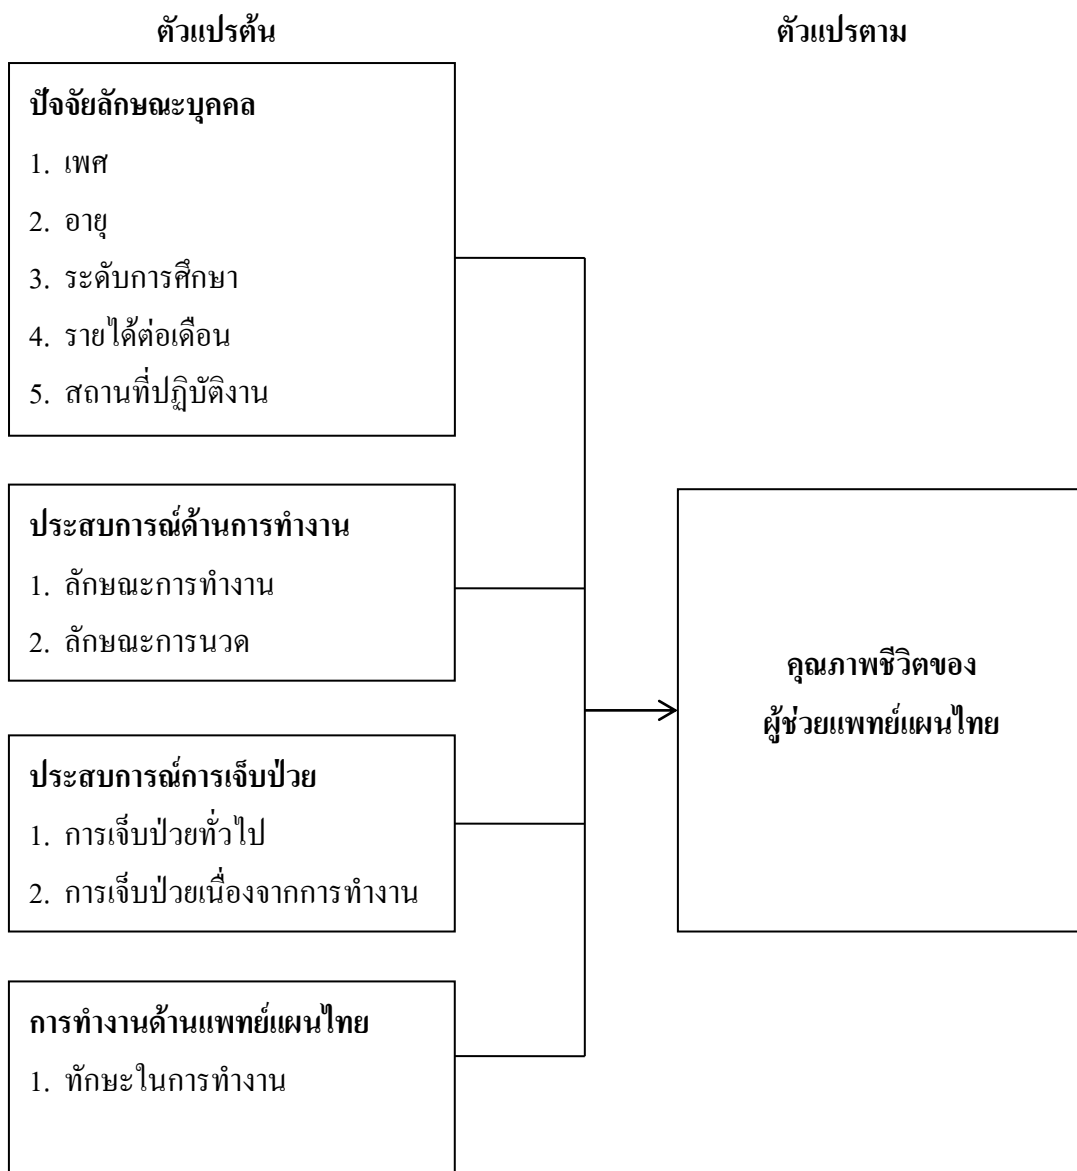 ตัวแปรต้น
ตัวแปรตาม
ปัจจัยลักษณะบุคคล
1. เพศ
2. อายุ
3. ระดับการศึกษา
4. รายได้ต่อเดือน
5. สถานที่ปฏิบัติงาน
ประสบการณ์ด้านการทำงาน
1. ลักษณะการทำงาน
2. ลักษณะการนวด
ประสบการณ์การเจ็บป่วย
1. การเจ็บป่วยทั่วไป
2. การเจ็บป่วยเนื่องจากการทำงาน
การทำงานด้านแพทย์แผนไทย
1. ทักษะในการทำงาน
คุณภาพชีวิตของ
ผู้ช่วยแพทย์แผนไทย